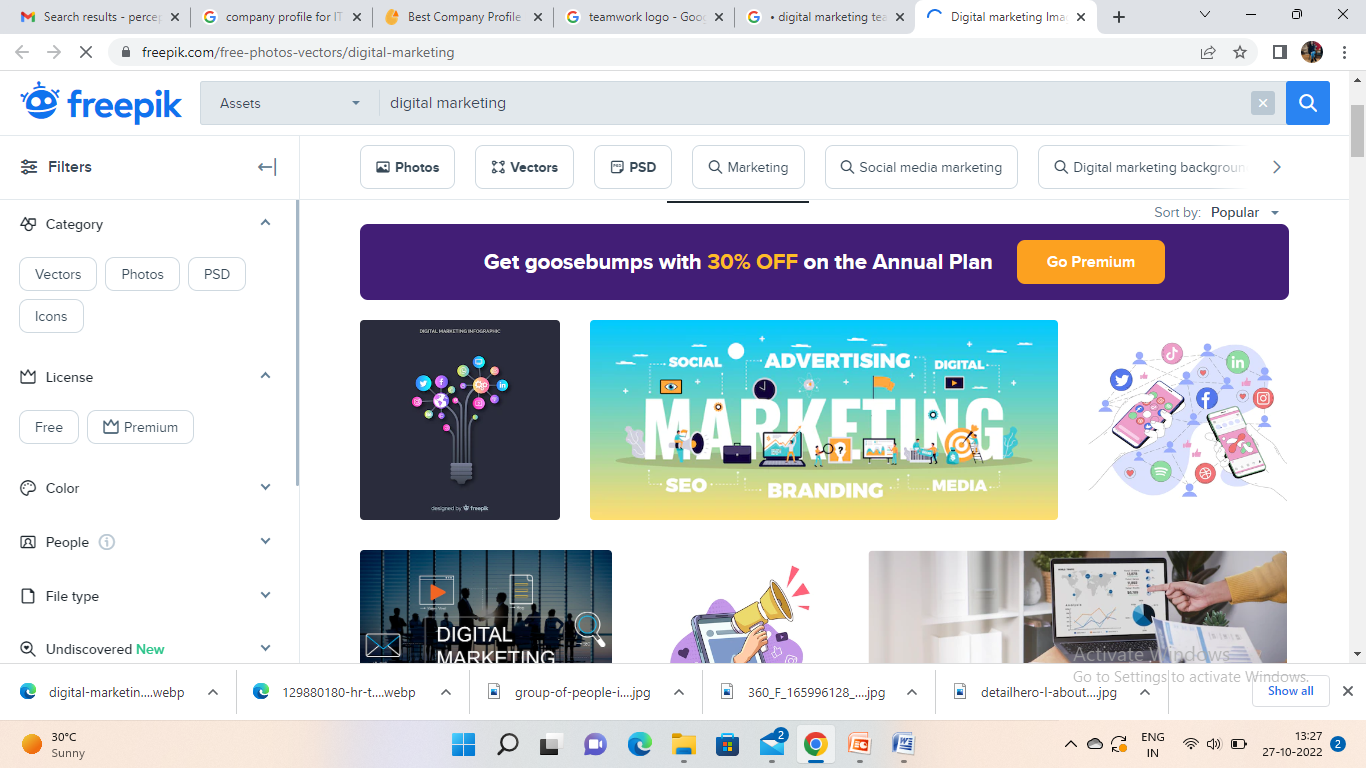 Search results - percep
company profile for IT
Best Company Profile
teamwork logo - Goog
• digital marketing tea
Digital marketing Ima
freepik.com/free-photos-vectors/digital-marketing
freepik
Assets
digital marketing
Filters
Photos
Vectors
PSD
Marketing
Social media marketing
Digital marketing backgroun
Sort by: Popular
Category
Vectors
Photos
PSD
Icons
License
Free
Premium
Color
People
File type
Undiscovered New
Get goosebumps with 30% OFF on the Annual Plan
Go Premium
DIGITAL MARKETING INFOGRAPHIC
designed by freepik
SOCIAL
ADVERTISING
DIGITAL
MARKETING
SEO
BRANDING
MEDIA
DIGITAL
MARKETING
Activate Windows
Go to Settings to activate Windows.
digital-marketin....webp
129880180-hr-t....webp
group-of-people-i....jpg
360_F_165996128_....jpg
detailhero-l-about....jpg
Show all
30°C
Sunny
2
ENG
IN
13:27
27-10-2022
2